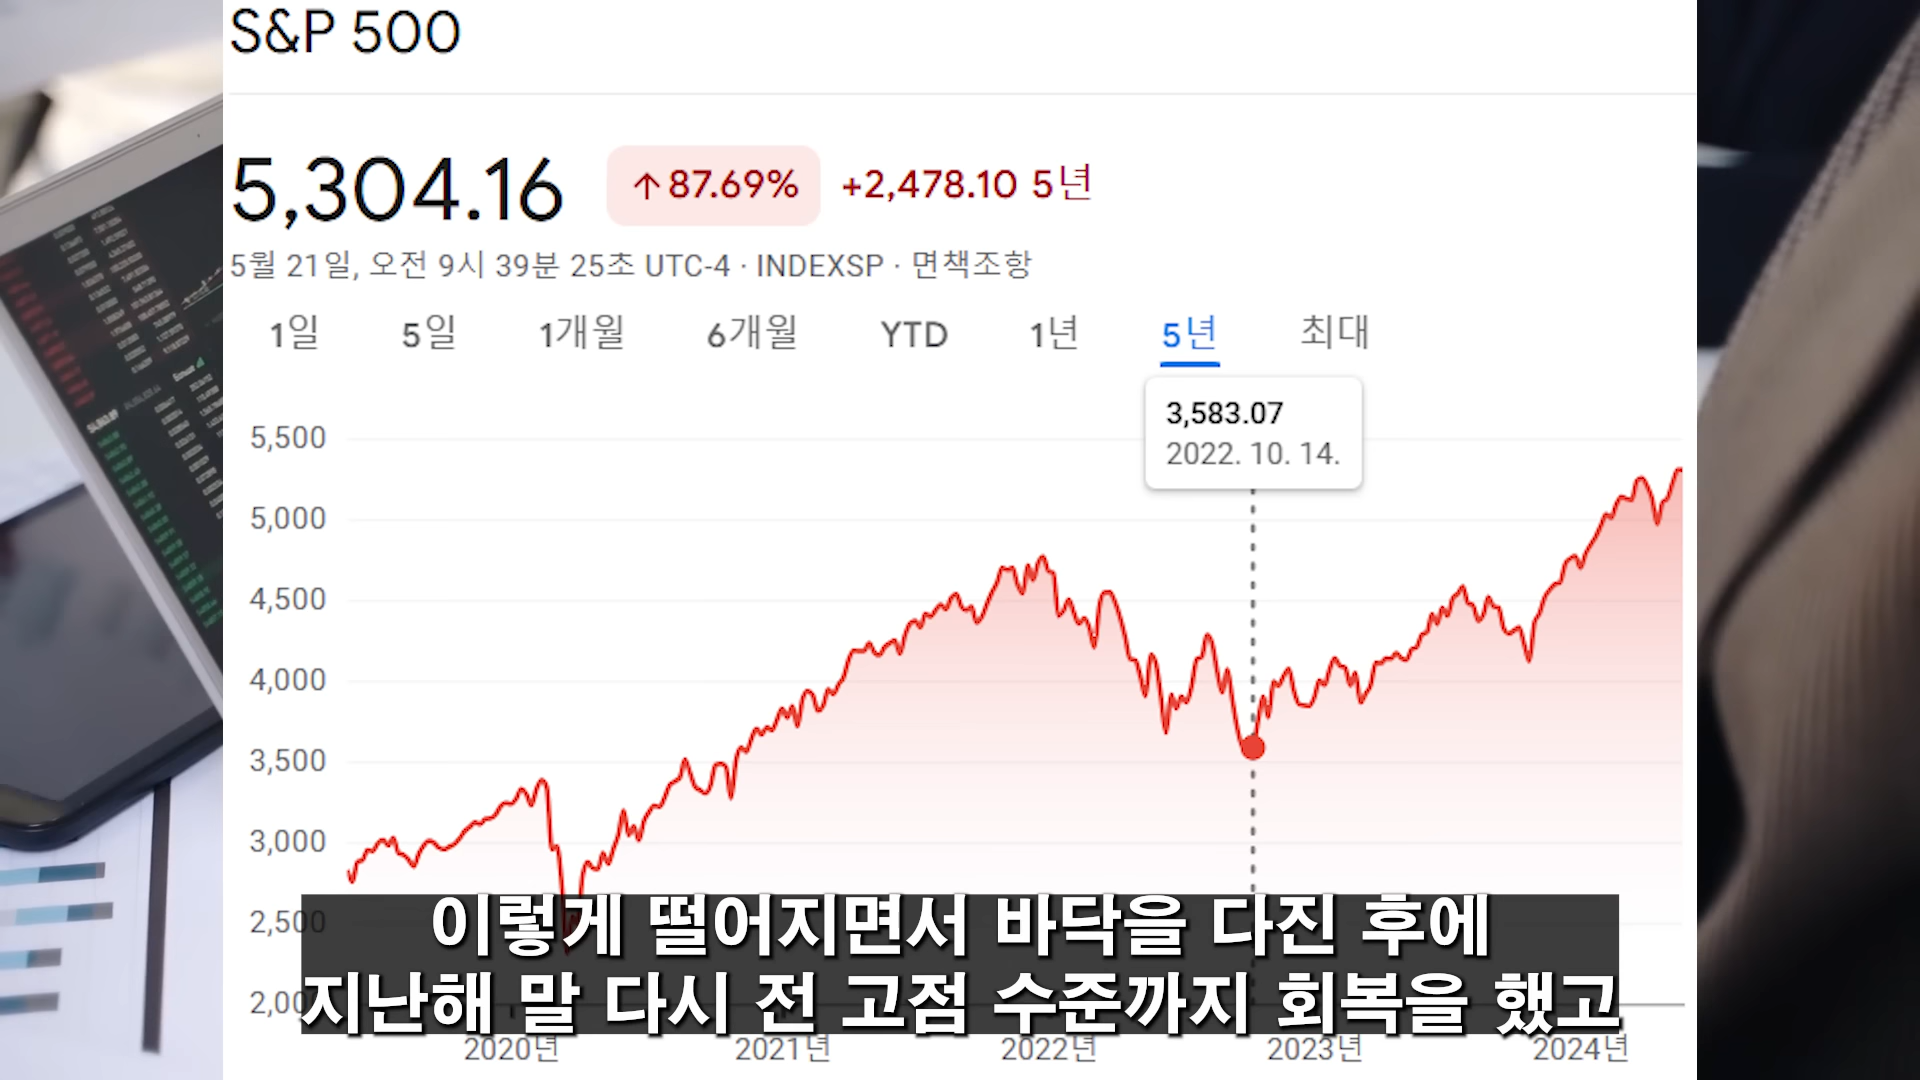 S&P 500
5,304.16 ↑87.69% +2,478.10 5년
5월 21일, 오전 9시 39분 25초 UTC-4 · INDEXSP · 면책조항
1일 5일 1개월 6개월 YTD 1년 5년 최대
3,583.07
2022. 10. 14.
5,500
5,000
4,500
4,000
3,500
3,000
2,500
이렇게 떨어지면서 바닥을 다진 후에
지난해 말 다시 전 고점 수준까지 회복을 했고
2020년 2021년 2022년 2023년 2024년